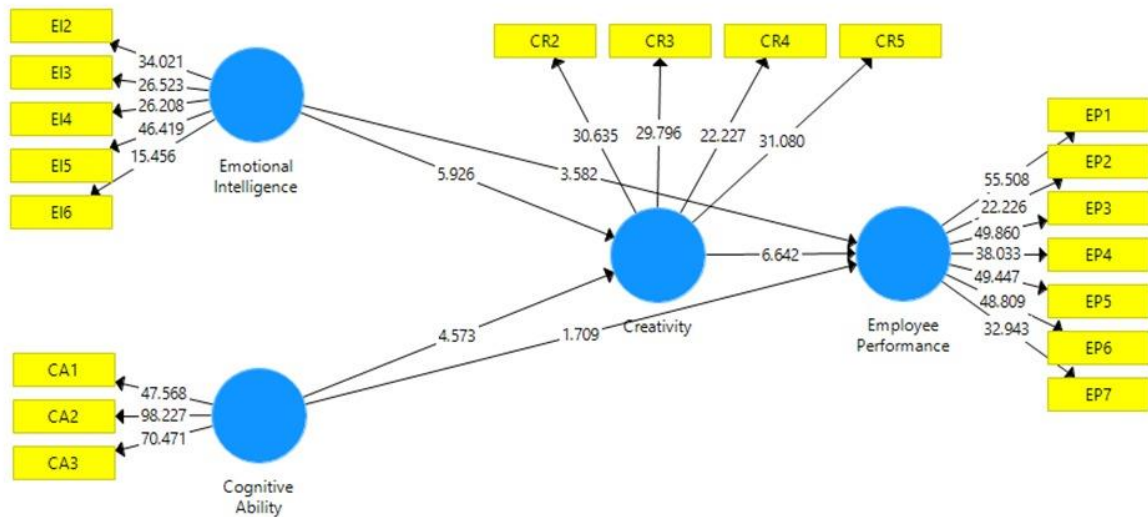 EI2
EI3
EI4
EI5
EI6
34.021
26.523
26.208
46.419
15.456
Emotional
Intelligence
CR2
CR3
CR4
CR5
30.635
29.796
22.227
31.080
5.926
3.582
6.642
4.573
1.709
Creativity
CA1
CA2
CA3
47.568
98.227
70.471
Cognitive
Ability
Employee
Performance
55.508
22.226
49.860
38.033
49.447
48.809
32.943
EP1
EP2
EP3
EP4
EP5
EP6
EP7